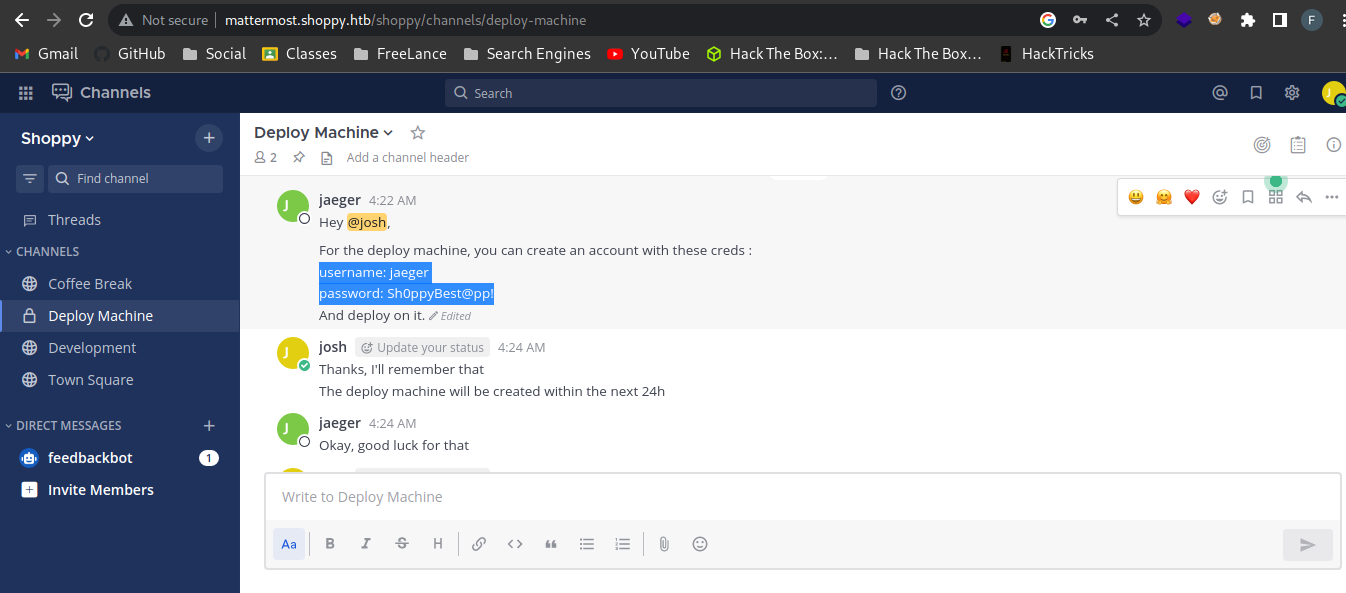 Not secure mattermost.shoppy.htb/shoppy/channels/deploy-machine F
Gmail GitHub Social Classes FreeLance Search Engines YouTube Hack The Box:... Hack The Box... HackTricks
Channels Search J
Shoppy
Find channel
Threads
CHANNELS
Coffee Break
Deploy Machine
Development
Town Square
DIRECT MESSAGES
feedbackbot 1
Invite Members
Deploy Machine
2 Add a channel header
J jaeger 4:22 AM
Hey @josh,
For the deploy machine, you can create an account with these creds :
username: jaeger
password: Sh0ppyBest@pp!
And deploy on it. Edited
J josh Update your status 4:24 AM
Thanks, I'll remember that
The deploy machine will be created within the next 24h
J jaeger 4:24 AM
Okay, good luck for that
Write to Deploy Machine
Aa B I S H